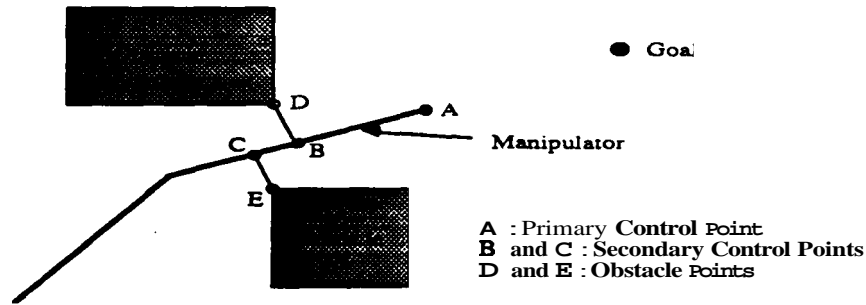 Goal
D
A
B
C
Manipulator
E
A : Primary Control Point
B and C : Secondary Control Points
D and E : Obstacle Points